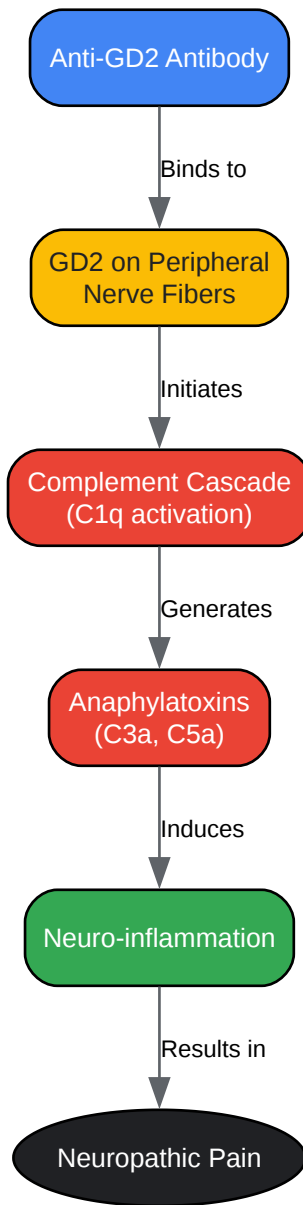 Anti-GD2 Antibody
Binds to
GD2 on Peripheral
Nerve Fibers
Initiates
Complement Cascade
(C1q activation)
Generates
Anaphylatoxins
(C3a, C5a)
Induces
Neuro-inflammation
Results in
Neuropathic Pain